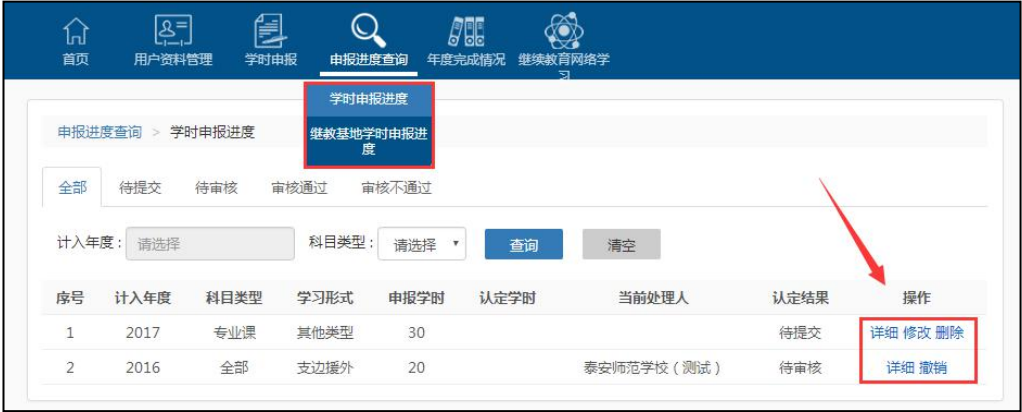 首页
用户资料管理
学时申报
申报进度查询
年度完成情况
继续教育网络学
习
学时申报进度
继教基地学时申报进
度
申报进度查询 > 学时申报进度
全部 待提交 待审核 审核通过 审核不通过
计入年度： 请选择 科目类型： 请选择 查询 清空
序号 计入年度 科目类型 学习形式 申报学时 认定学时 当前处理人 认定结果 操作
1 2017 专业课 其他类型 30 待提交 详细 修改 删除
2 2016 全部 支边援外 20 泰安师范学校（测试） 待审核 详细 撤销